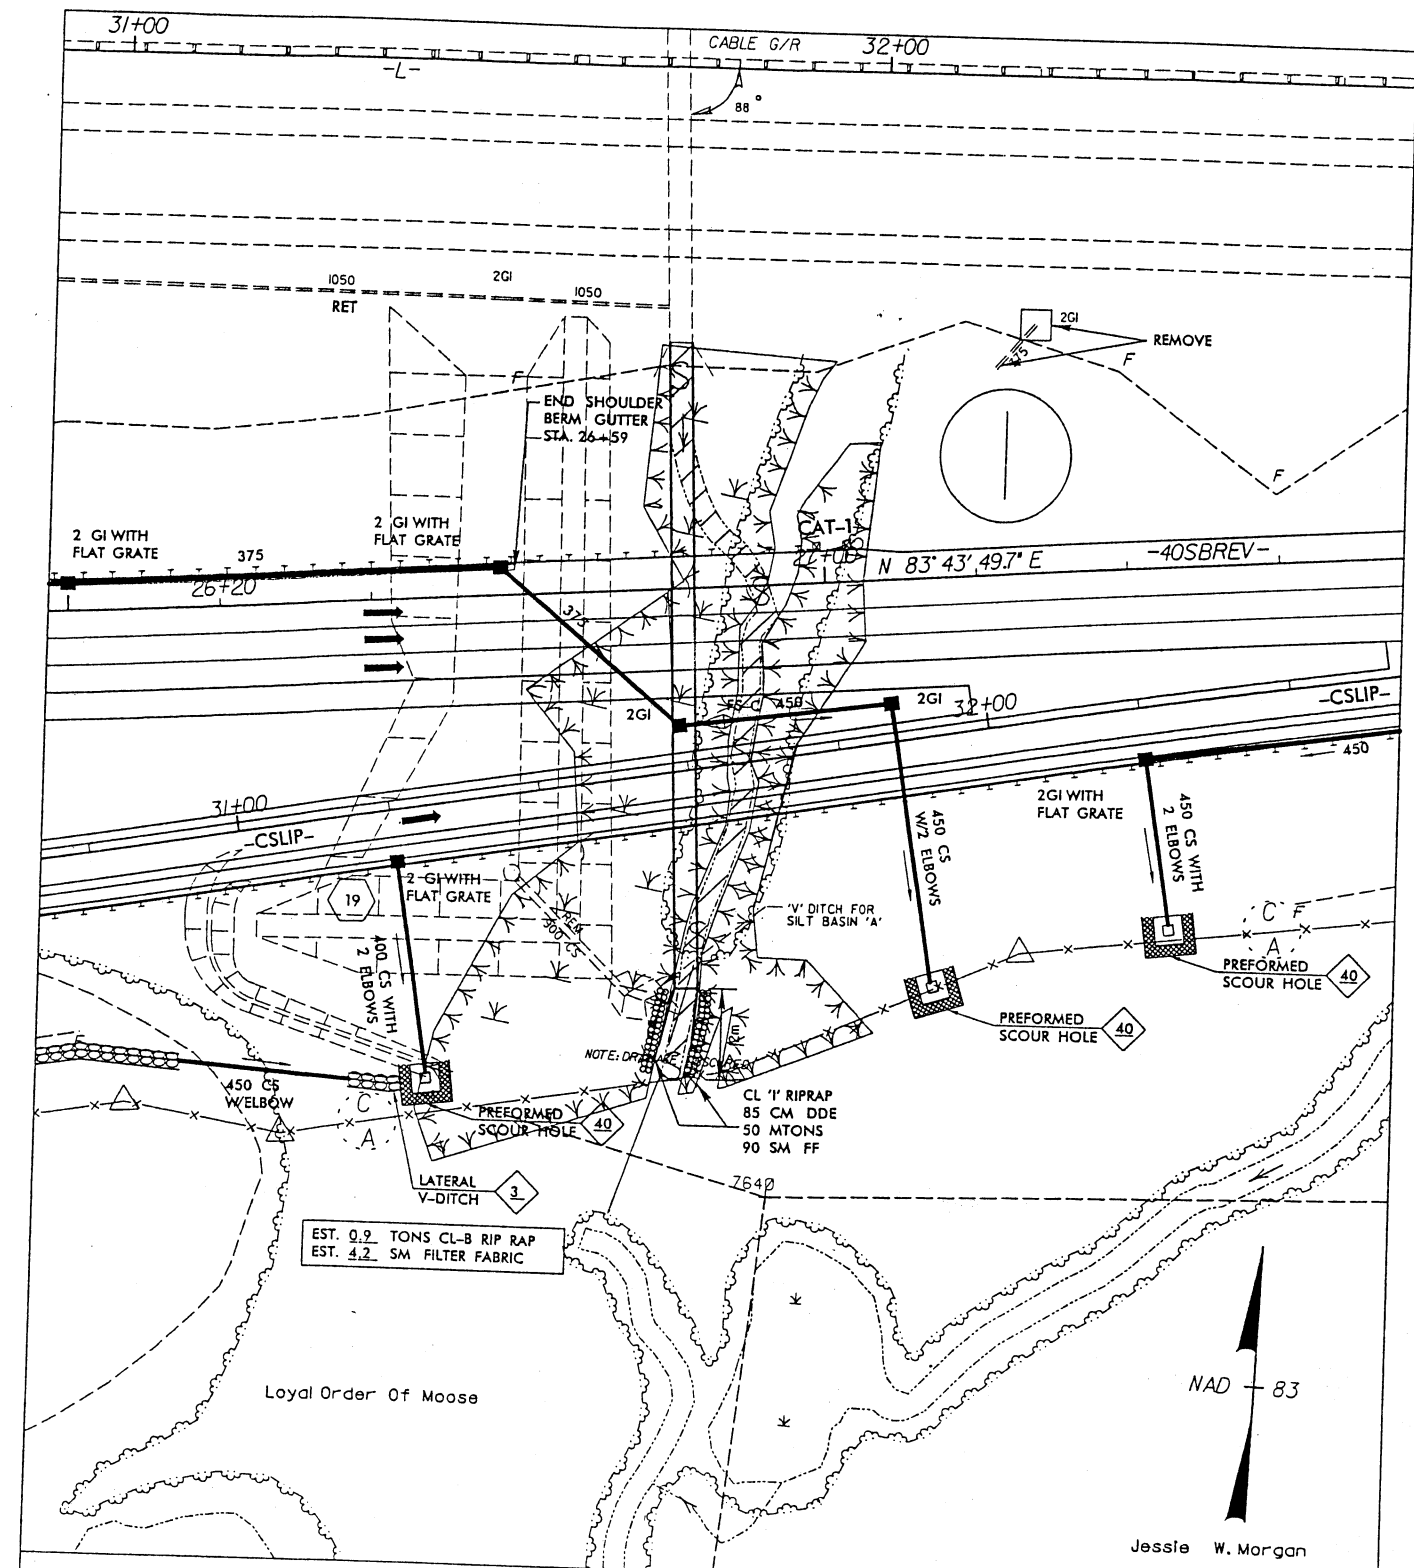 31+00
CABLE G/R
32+00
-L-
88°
1050
2GI
1050
RET
2GI
REMOVE
375
F
F
END SHOULDER
BERM GUTTER
STA. 26+59
F
F
2 GI WITH
FLAT GRATE
375
2 GI WITH
FLAT GRATE
CAT-1
N 83° 43' 49.7" E
-40SBREV-
26+20
375
2GI
450
2GI
32+00
-CSLIP-
450
31+00
-CSLIP-
2GI WITH
FLAT GRATE
450 CS WITH
2 ELBOWS
450 CS
W/2 ELBOWS
2 GI WITH
FLAT GRATE
19
400 CS WITH
2 ELBOWS
REM
900 CS
'V' DITCH FOR
SILT BASIN 'A'
C
F
A
PREFORMED
SCOUR HOLE
40
PREFORMED
SCOUR HOLE
40
F
NOTE:
450 CS
W/ELBOW
C
A
PREFORMED
SCOUR HOLE
40
CL 'I' RIPRAP
85 CM DDE
50 MTONS
90 SM FF
LATERAL
V-DITCH
3
7640
EST. 0.9 TONS CL-B RIP RAP
EST. 4.2 SM FILTER FABRIC
Loyal Order Of Moose
NAD 83
Jessie W. Morgan